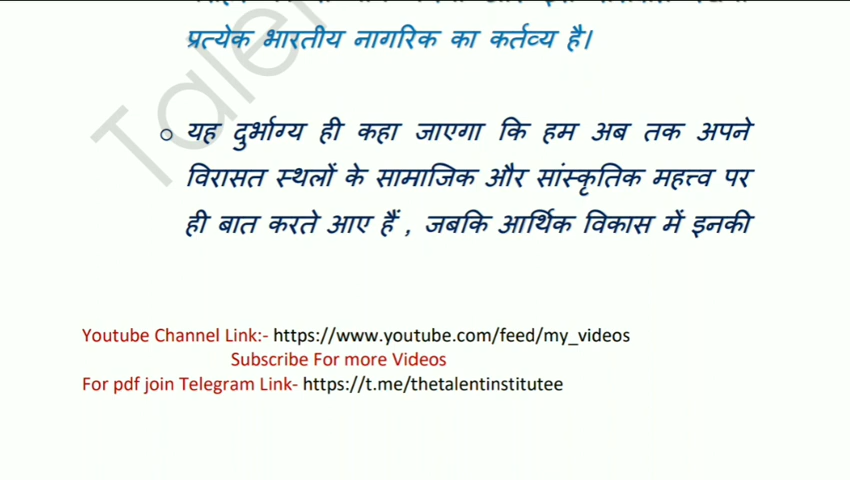 प्रत्येक भारतीय नागरिक का कर्तव्य है।
यह दुर्भाग्य ही कहा जाएगा कि हम अब तक अपने
विरासत स्थलों के सामाजिक और सांस्कृतिक महत्त्व पर
ही बात करते आए हैं , जबकि आर्थिक विकास में इनकी
Youtube Channel Link:- https://www.youtube.com/feed/my_videos
Subscribe For more Videos
For pdf join Telegram Link- https://t.me/thetalentinstitutee